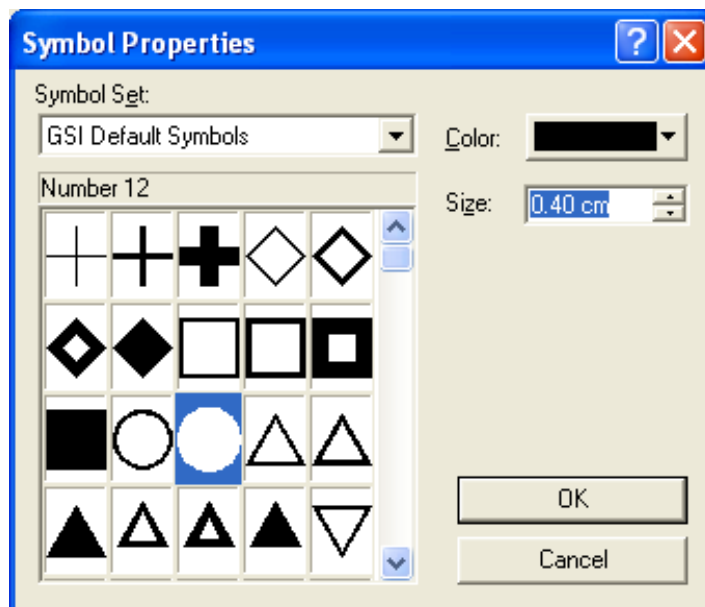 Symbol Properties
Symbol Set:
GSI Default Symbols
Color:
Number 12
Size:
0.40 cm
OK
Cancel